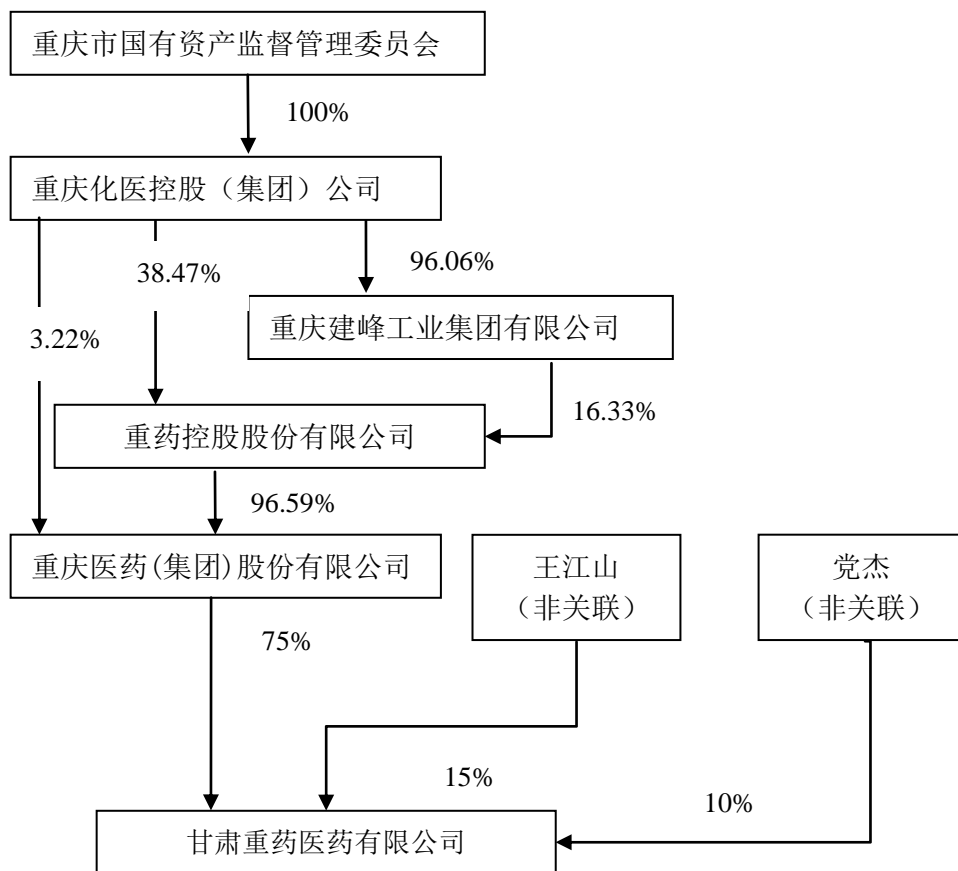 重庆市国有资产监督管理委员会
100%
重庆化医控股（集团）公司
38.47%
96.06%
3.22%
重庆建峰工业集团有限公司
16.33%
重药控股股份有限公司
96.59%
重庆医药(集团)股份有限公司
王江山
（非关联）
党杰
（非关联）
75%
15%
10%
甘肃重药医药有限公司